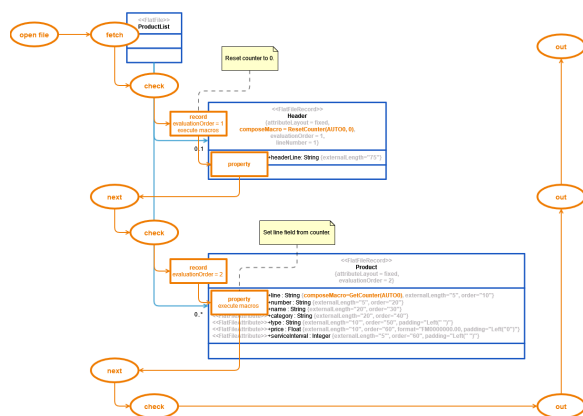 <<FlatFile>>
ProductList
open file
fetch
out
Reset counter to 0.
check
<<FlatFileRecord>>
Header
{attributeLayout = fixed,
composeMacro = ResetCounter(AUTO0, 0),
evaluationOrder = 1,
lineNumber = 1}
record
evaluationOrder = 1
execute macros
0..1
property
+headerLine: String {externalLength="75"}
next
out
Set line field from counter.
check
<<FlatFileRecord>>
Product
{attributeLayout = fixed,
evaluationOrder = 2}
record
evaluationOrder = 2
property
execute macros
0..*
+line : String {composeMacro=GetCounter(AUTO0), externalLength="5", order="10"}
+number : String {externalLength="5", order="20"}
+name : String {externalLength="20", order="30"}
<<FlatFileAttribute>>+category : String {externalLength="20", order="40"}
<<FlatFileAttribute>>+type : String {externalLength="10", order="50", padding="Left(" ")"}
<<FlatFileAttribute>>+price : Float {externalLength="10", order="60", format="FM0000000.00, padding="Left("0")"}
<<FlatFileAttribute>>+serviceInterval : Integer {externalLength="5", order="60", padding="Left(" ")"}
next
check
out